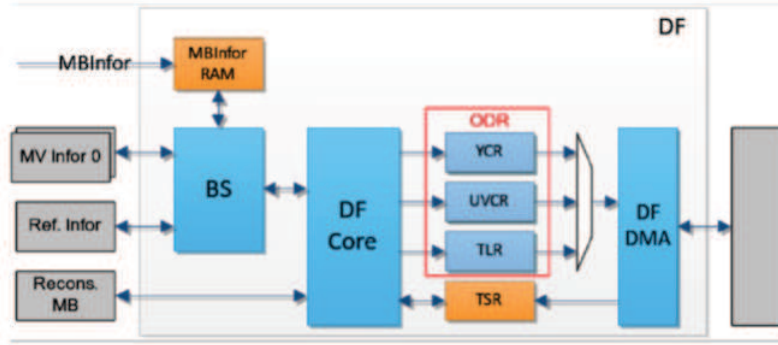 DF
MBInfor
MBInfor
RAM
ODR
MV Infor 0
BS
DF
Core
YCR
UVCR
TLR
DF
DMA
Ref. Infor
Recons.
MB
TSR